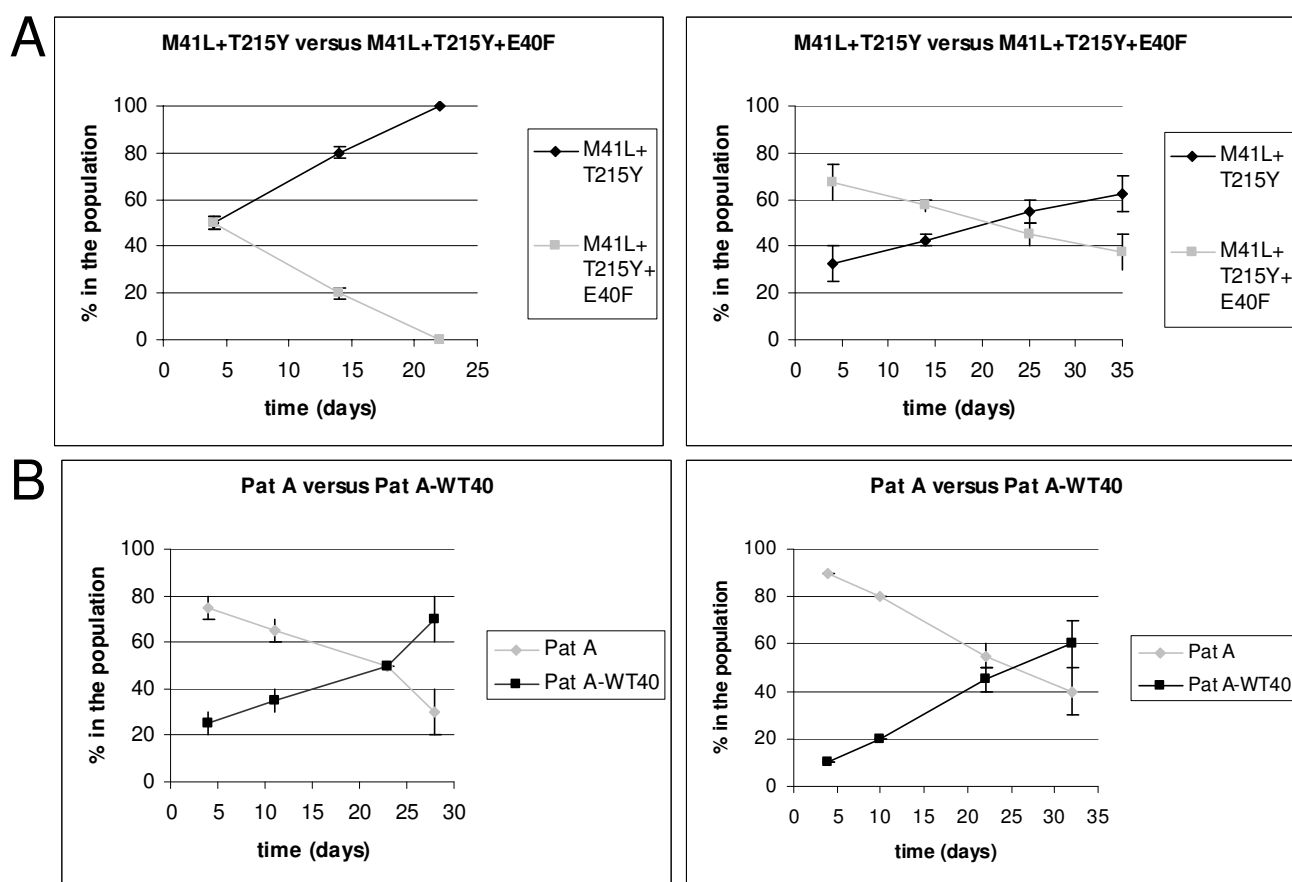 A
M41L+T215Y versus M41L+T215Y+E40F
% in the population
100
80
60
40
20
0
0 5 10 15 20 25
time (days)
M41L+
T215Y
M41L+
T215Y+
E40F
M41L+T215Y versus M41L+T215Y+E40F
% in the population
100
80
60
40
20
0
0 5 10 15 20 25 30 35
time (days)
M41L+
T215Y
M41L+
T215Y+
E40F
B
Pat A versus Pat A-WT40
% in the population
100
80
60
40
20
0
0 5 10 15 20 25 30
time (days)
Pat A
Pat A-WT40
Pat A versus Pat A-WT40
% in the population
100
80
60
40
20
0
0 5 10 15 20 25 30 35
time (days)
Pat A
Pat A-WT40